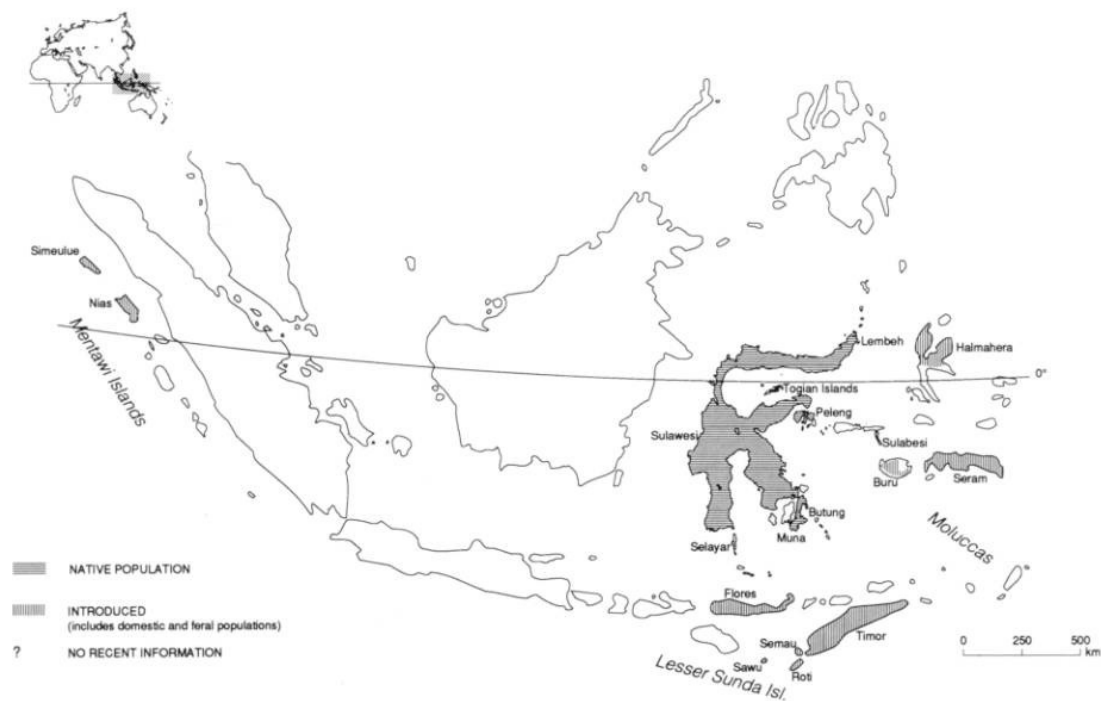 Simeulue
Nias
Mentawi Islands
Lembeh
Halmahera
0°
Togian Islands
Peleng
Sulawesi
Sulabesi
Buru
Seram
Butung
Muna
Selayar
Moluccas
NATIVE POPULATION
INTRODUCED
(includes domestic and feral populations)
? NO RECENT INFORMATION
Flores
Timor
Semau
Sawu
Roti
Lesser Sunda Isl.
0 250 500
km